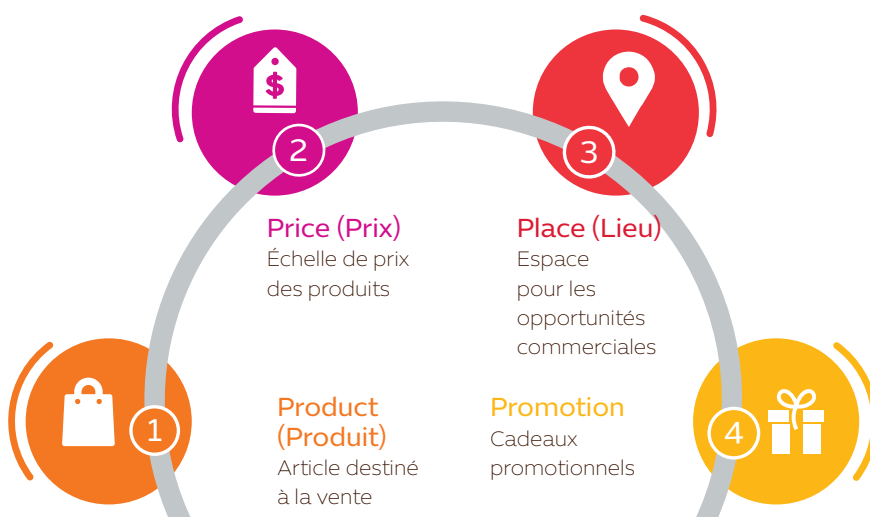 $
2
Price (Prix)
Échelle de prix
des produits
3
Place (Lieu)
Espace
pour les
opportunités
commerciales
1
Product
(Produit)
Article destiné
à la vente
Promotion
Cadeaux
promotionnels
4